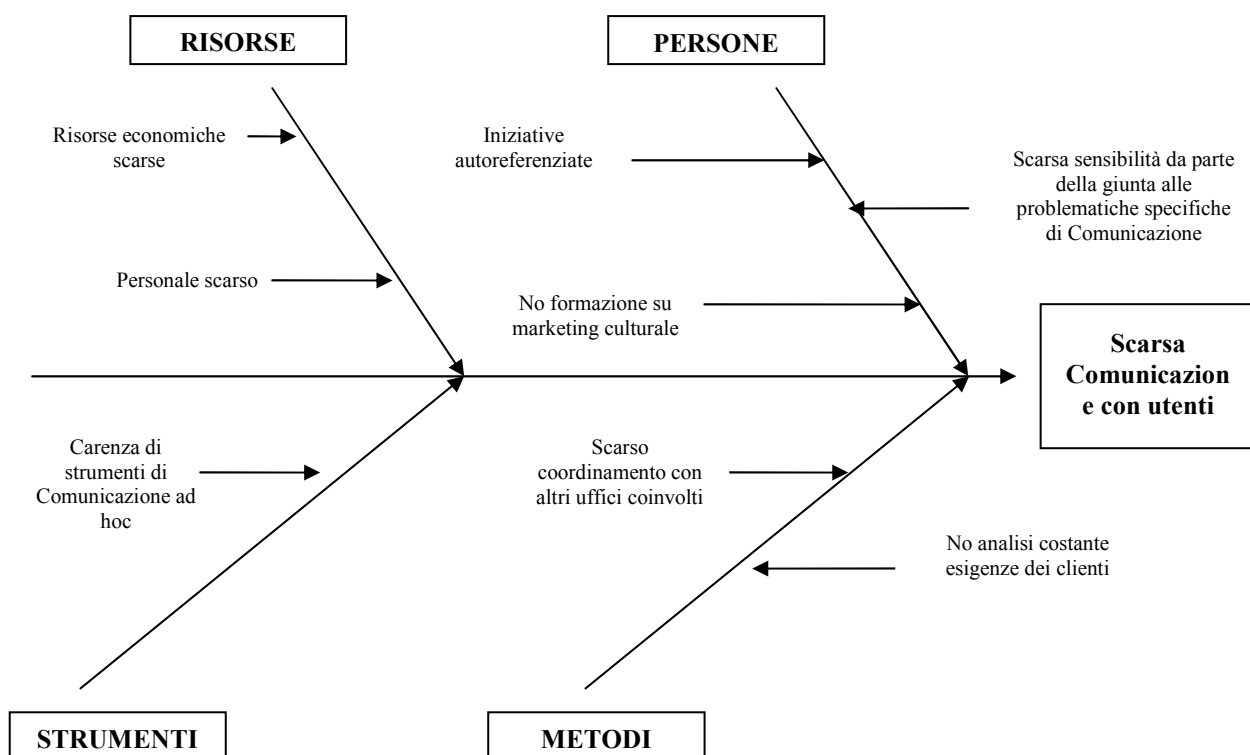 RISORSE
PERSONE
Risorse economiche
scarse
Iniziative
autoreferenziate
Scarsa sensibilità da parte
della giunta alle
problematiche specifiche
di Comunicazione
Personale scarso
No formazione su
marketing culturale
Scarsa
Comunicazion
e con utenti
Carenza di
strumenti di
Comunicazione ad
hoc
Scarso
coordinamento con
altri uffici coinvolti
No analisi costante
esigenze dei clienti
STRUMENTI
METODI